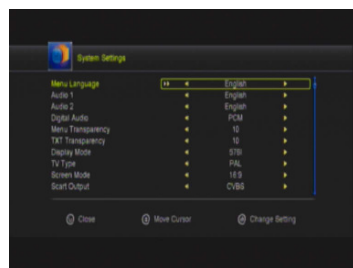 System Settings
Menu Language English
Audio 1 English
Audio 2 English
Digital Audio PCM
Menu Transparency 10
TXT Transparency 10
Display Mode 576i
TV Type PAL
Screen Mode 16:9
Scart Output CVBS
Close Move Cursor Change Setting